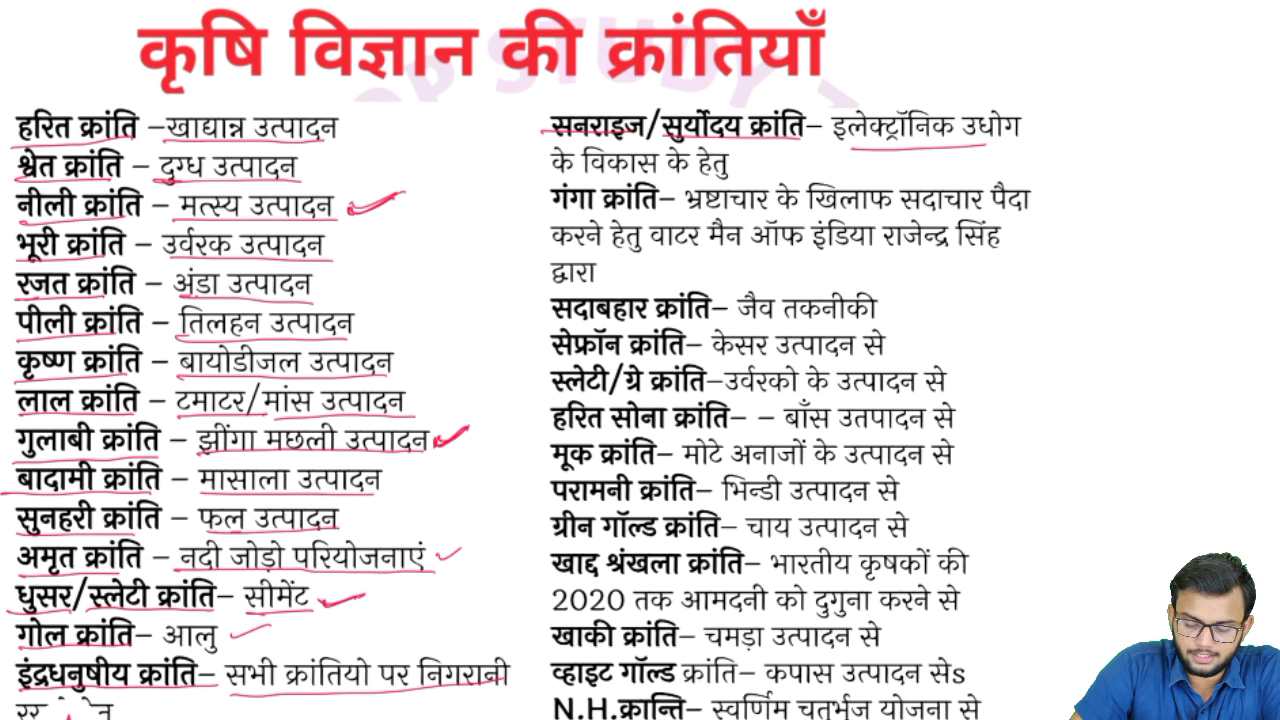 कृषि विज्ञान की क्रांतियाँ
हरित क्रांति –खाद्यान्न उत्पादन
श्वेत क्रांति – दुग्ध उत्पादन
नीली क्रांति – मत्स्य उत्पादन
भूरी क्रांति – उर्वरक उत्पादन
रजत क्रांति – अंडा उत्पादन
पीली क्रांति – तिलहन उत्पादन
कृष्ण क्रांति – बायोडीजल उत्पादन
लाल क्रांति – टमाटर/मांस उत्पादन
गुलाबी क्रांति – झींगा मछली उत्पादन
बादामी क्रांति – मासाला उत्पादन
सुनहरी क्रांति – फल उत्पादन
अमृत क्रांति – नदी जोड़ो परियोजनाएं
धुसर/स्लेटी क्रांति– सीमेंट
गोल क्रांति– आलु
इंद्रधनुषीय क्रांति– सभी क्रांतियो पर निगरानी
सनराइज/सुर्योदय क्रांति– इलेक्ट्रॉनिक उधोग
के विकास के हेतु
गंगा क्रांति– भ्रष्टाचार के खिलाफ सदाचार पैदा
करने हेतु वाटर मैन ऑफ इंडिया राजेन्द्र सिंह
द्वारा
सदाबहार क्रांति– जैव तकनीकी
सेफ्रॉन क्रांति– केसर उत्पादन से
स्लेटी/ग्रे क्रांति–उर्वरको के उत्पादन से
हरित सोना क्रांति– – बाँस उतपादन से
मूक क्रांति– मोटे अनाजों के उत्पादन से
परामनी क्रांति– भिन्डी उत्पादन से
ग्रीन गॉल्ड क्रांति– चाय उत्पादन से
खाद्द श्रंखला क्रांति– भारतीय कृषकों की
2020 तक आमदनी को दुगुना करने से
खाकी क्रांति– चमड़ा उत्पादन से
व्हाइट गॉल्ड क्रांति– कपास उत्पादन सेs
N.H.क्रान्ति– स्वर्णिम चतुर्भुज योजना से